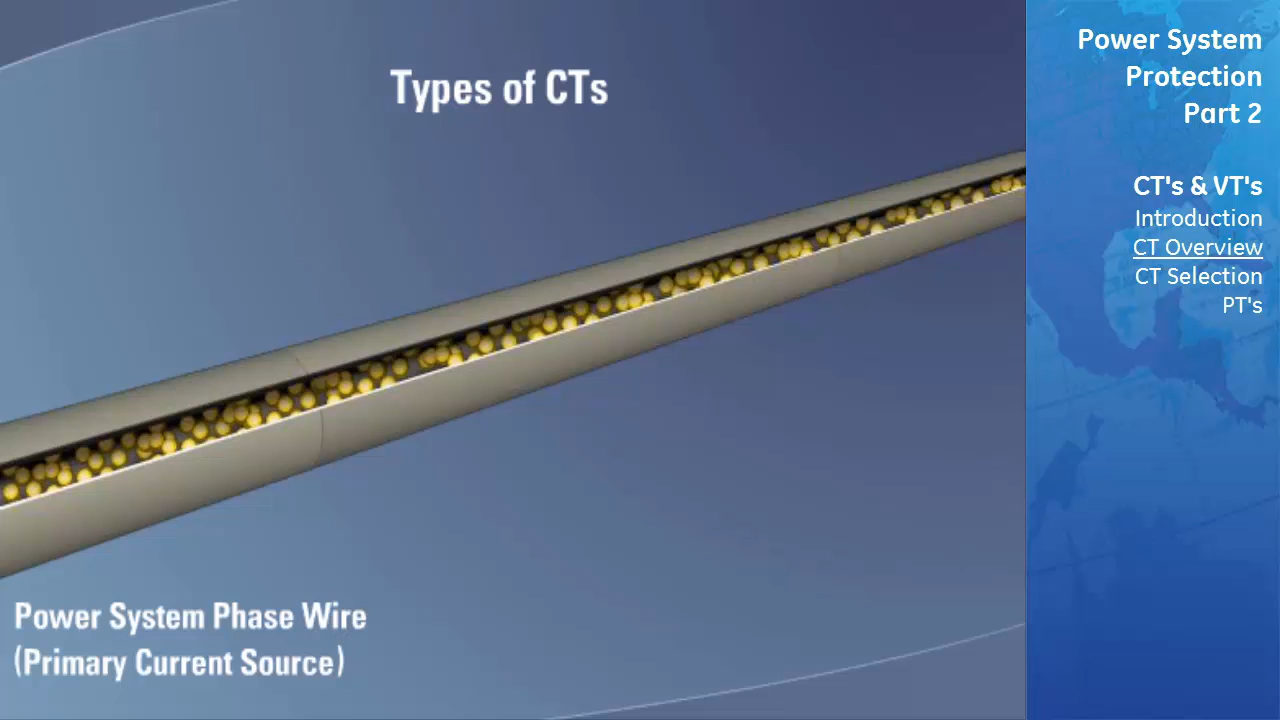 Types of CTs
Power System Phase Wire
(Primary Current Source)
Power System
Protection
Part 2
CT's & VT's
Introduction
CT Overview
CT Selection
PT's